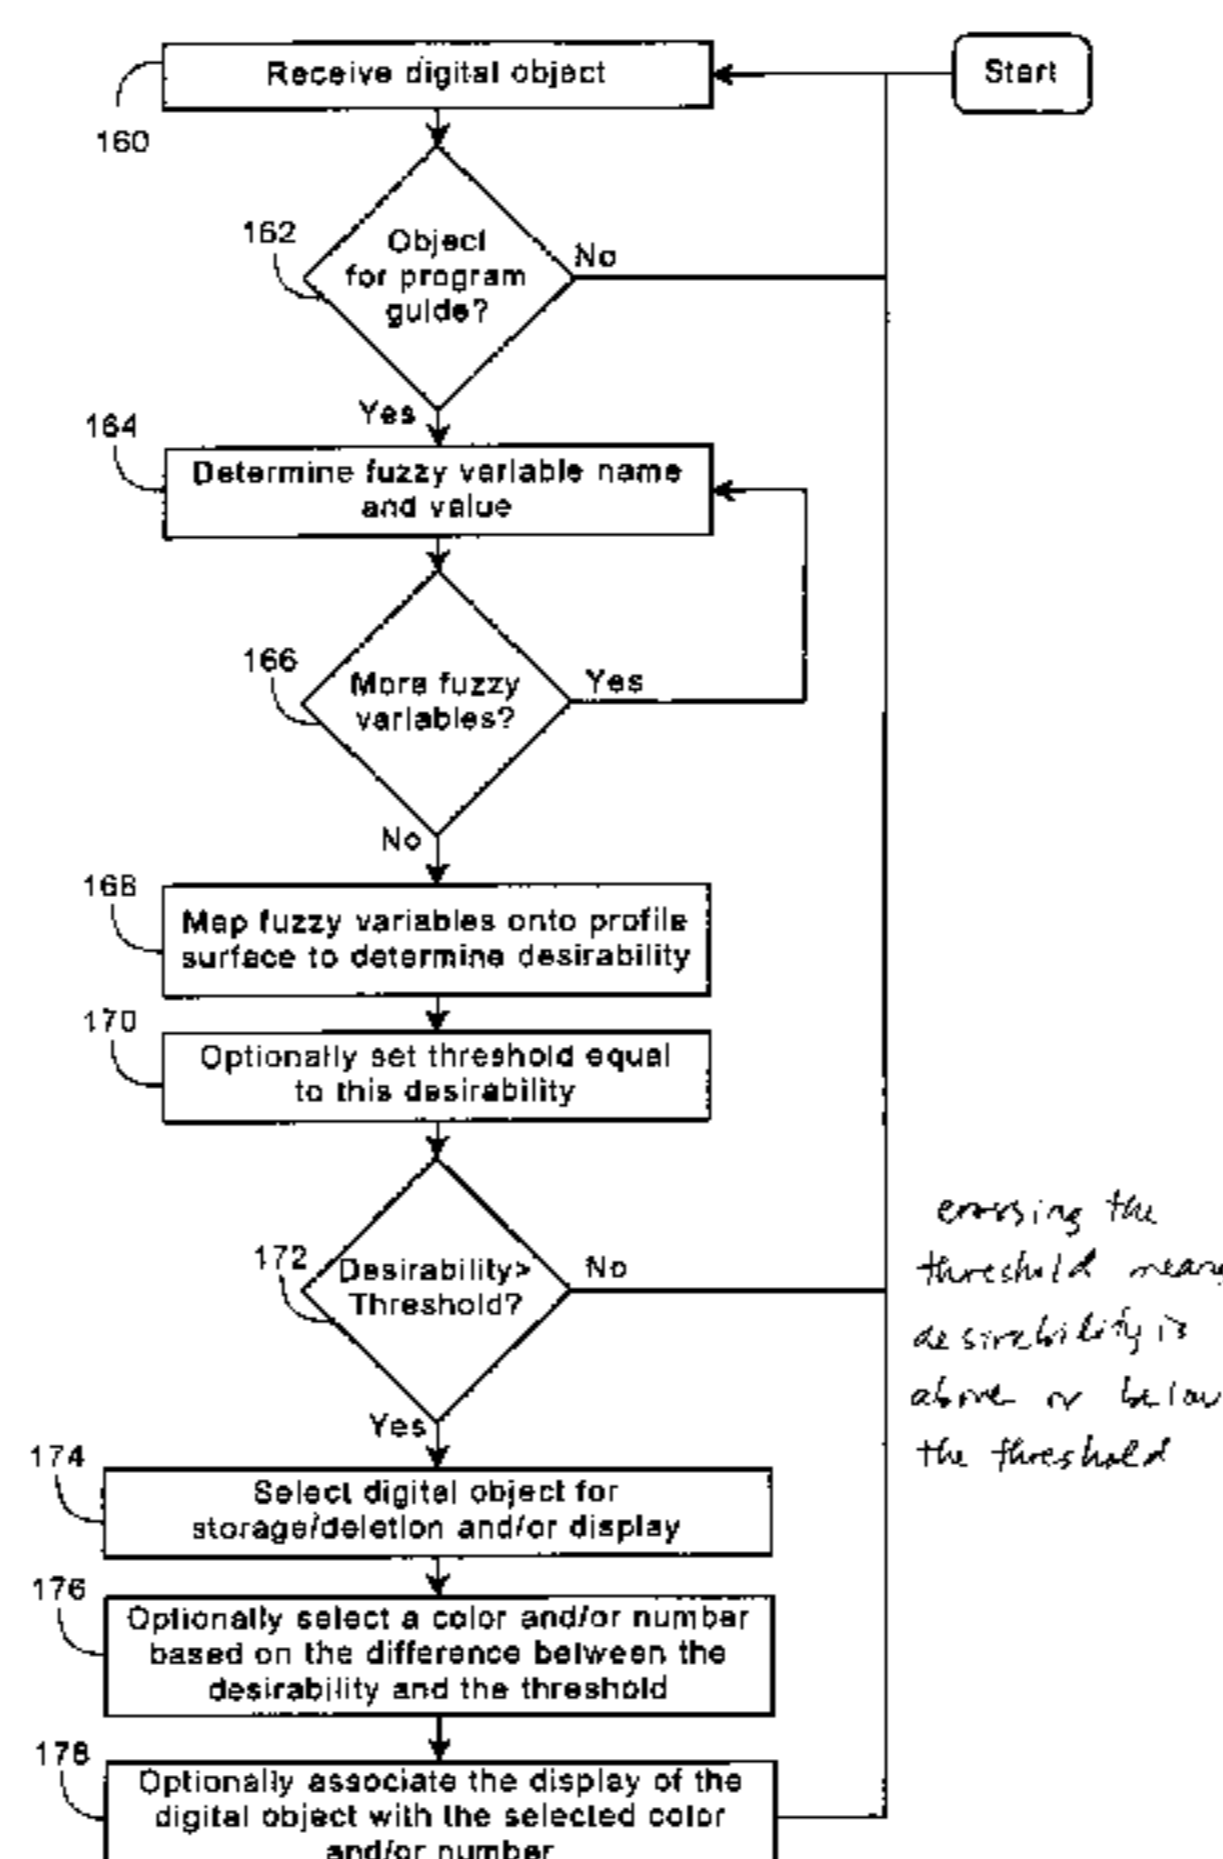 Receive digital object
Start
160
162
Object
for program
guide?
No
Yes
164
Determine fuzzy variable name
and value
166
More fuzzy
variables?
Yes
No
168
Map fuzzy variables onto profile
surface to determine desirability
170
Optionally set threshold equal
to this desirability
172
Desirability>
Threshold?
No
Yes
crossing the
threshold means
desirability is
above or below
the threshold
174
Select digital object for
storage/deletion and/or display
176
Optionally select a color and/or number
based on the difference between the
desirability and the threshold
178
Optionally associate the display of the
digital object with the selected color
and/or number